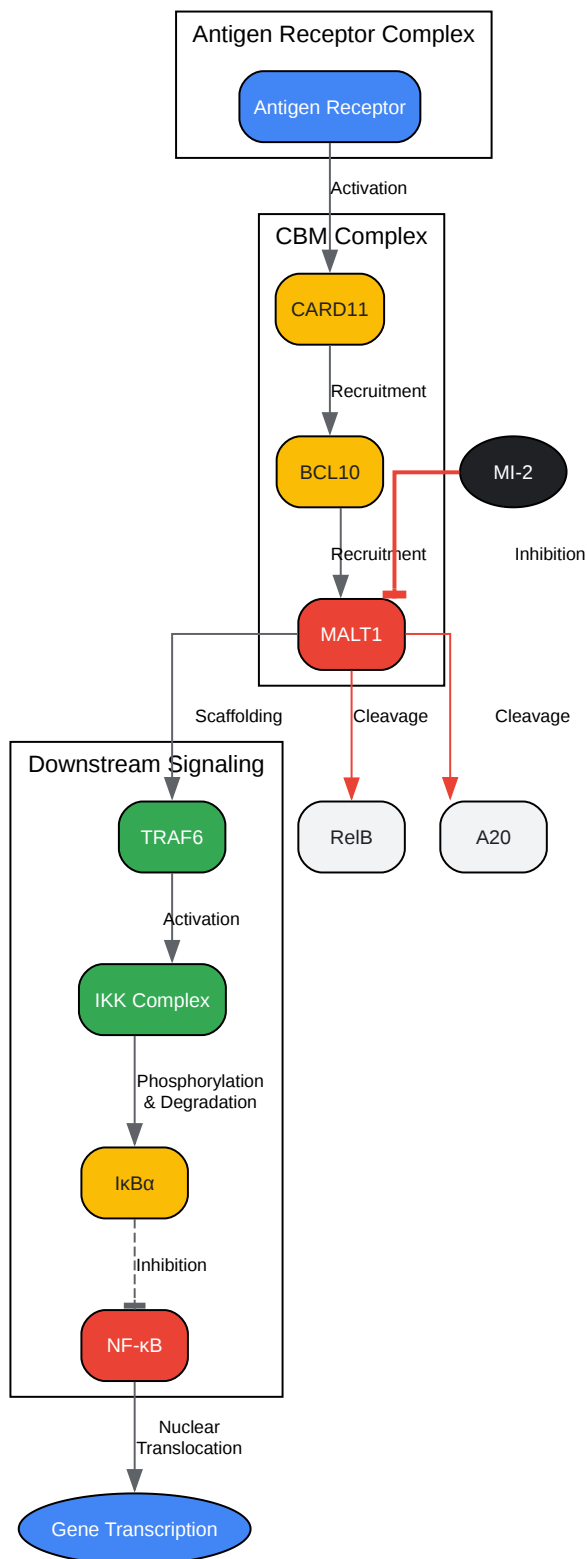 Antigen Receptor Complex
Antigen Receptor
Activation
CBM Complex
CARD11
Recruitment
BCL10
MI-2
Recruitment
Inhibition
MALT1
Scaffolding
Cleavage
Cleavage
Downstream Signaling
TRAF6
RelB
A20
Activation
IKK Complex
Phosphorylation
& Degradation
IκBα
Inhibition
NF-κB
Nuclear
Translocation
Gene Transcription